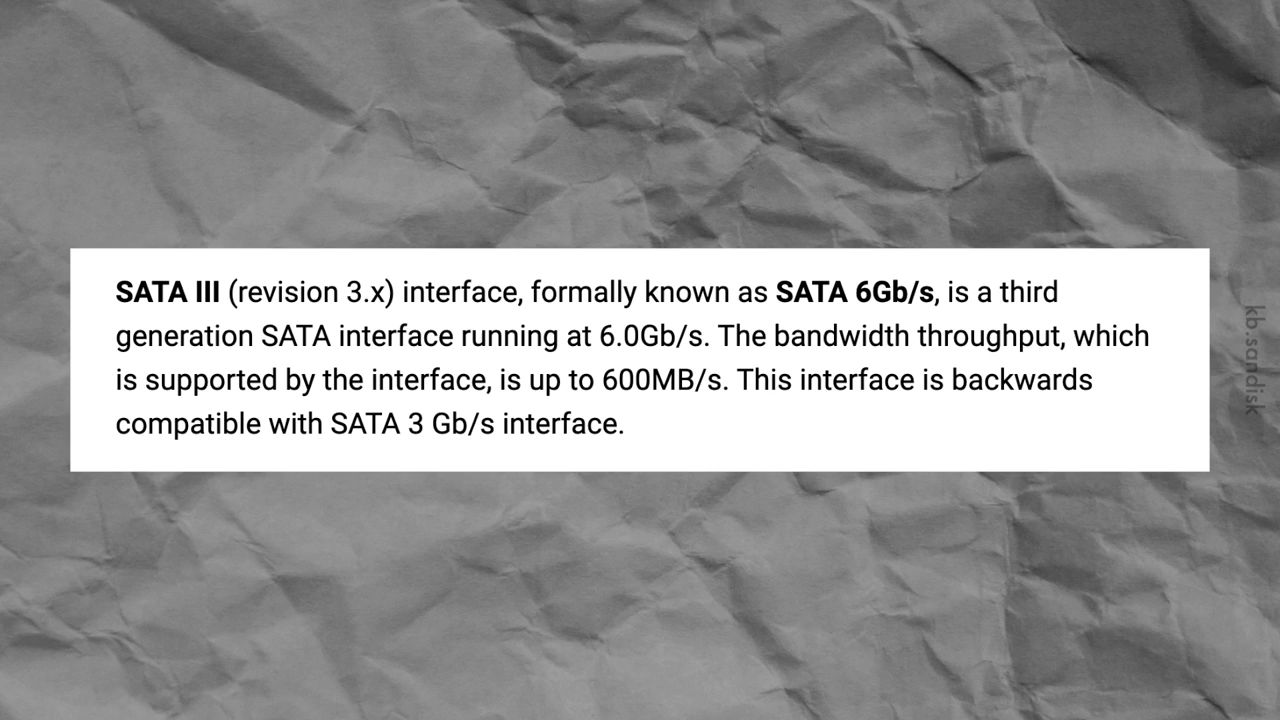 SATA III (revision 3.x) interface, formally known as SATA 6Gb/s, is a third
generation SATA interface running at 6.0Gb/s. The bandwidth throughput, which
is supported by the interface, is up to 600MB/s. This interface is backwards
compatible with SATA 3 Gb/s interface.
kb.sandisk